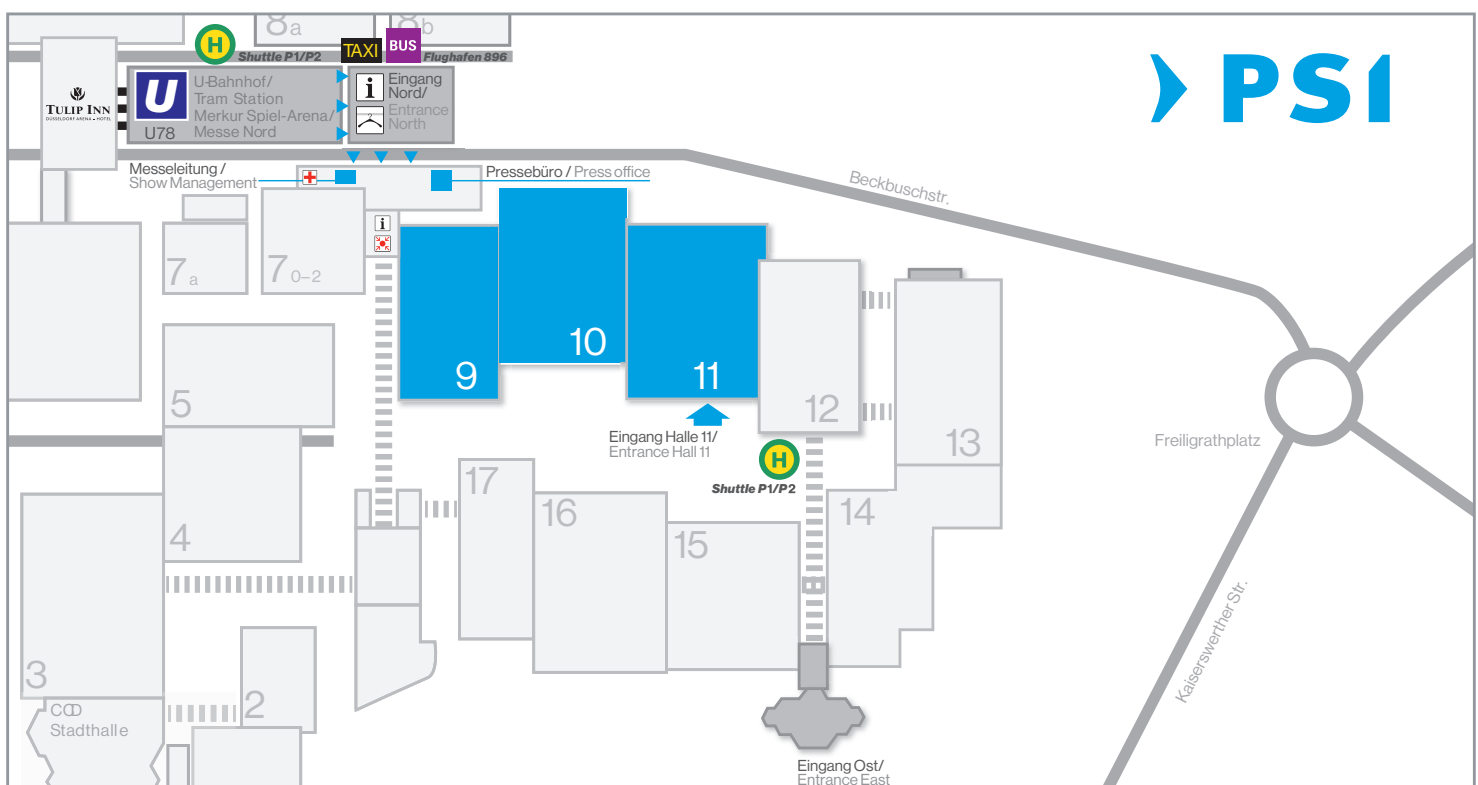 8a
8b
H
Shuttle P1/P2
TAXI
BUS
Flughafen 896
PSI
TULIP INN
DÜSSELDORF ARENA • HOTEL
U
U78
U-Bahnhof/
Tram Station
Merkur Spiel-Arena/
Messe Nord
i
Eingang
Nord/
Entrance
North
Messeleitung /
Show Management
Pressebüro / Press office
Beckbuschstr.
i
7a
7 0–2
9
10
11
12
13
5
Eingang Halle 11/
Entrance Hall 11
H
Shuttle P1/P2
Freiligrathplatz
17
16
15
14
4
3
2
CCD
Stadthalle
Kaiserswerther Str.
Eingang Ost/
Entrance East